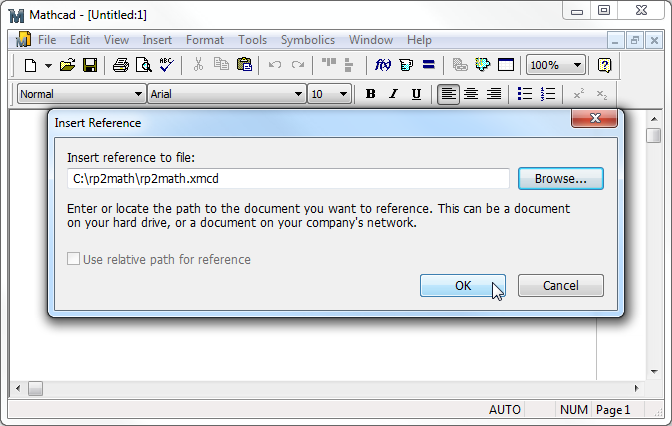 Mathcad - [Untitled:1]
File Edit View Insert Format Tools Symbolics Window Help
ABC f(x) 100% ?
Normal Arial 10 B I U x² x₂
Insert Reference
Insert reference to file:
C:\rp2math\rp2math.xmcd Browse...
Enter or locate the path to the document you want to reference. This can be a document
on your hard drive, or a document on your company's network.
Use relative path for reference
OK Cancel
AUTO NUM Page 1